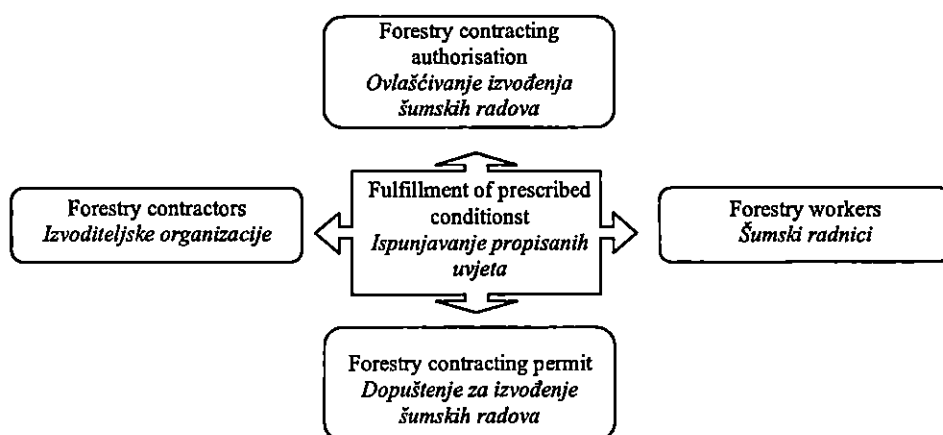 Forestry contracting
authorisation
Ovlašćivanje izvođenja
šumskih radova
Forestry contractors
Izvoditeljske organizacije
Fulfillment of prescribed
conditionst
Ispunjavanje propisanih
uvjeta
Forestry workers
Šumski radnici
Forestry contracting permit
Dopuštenje za izvođenje
šumskih radova